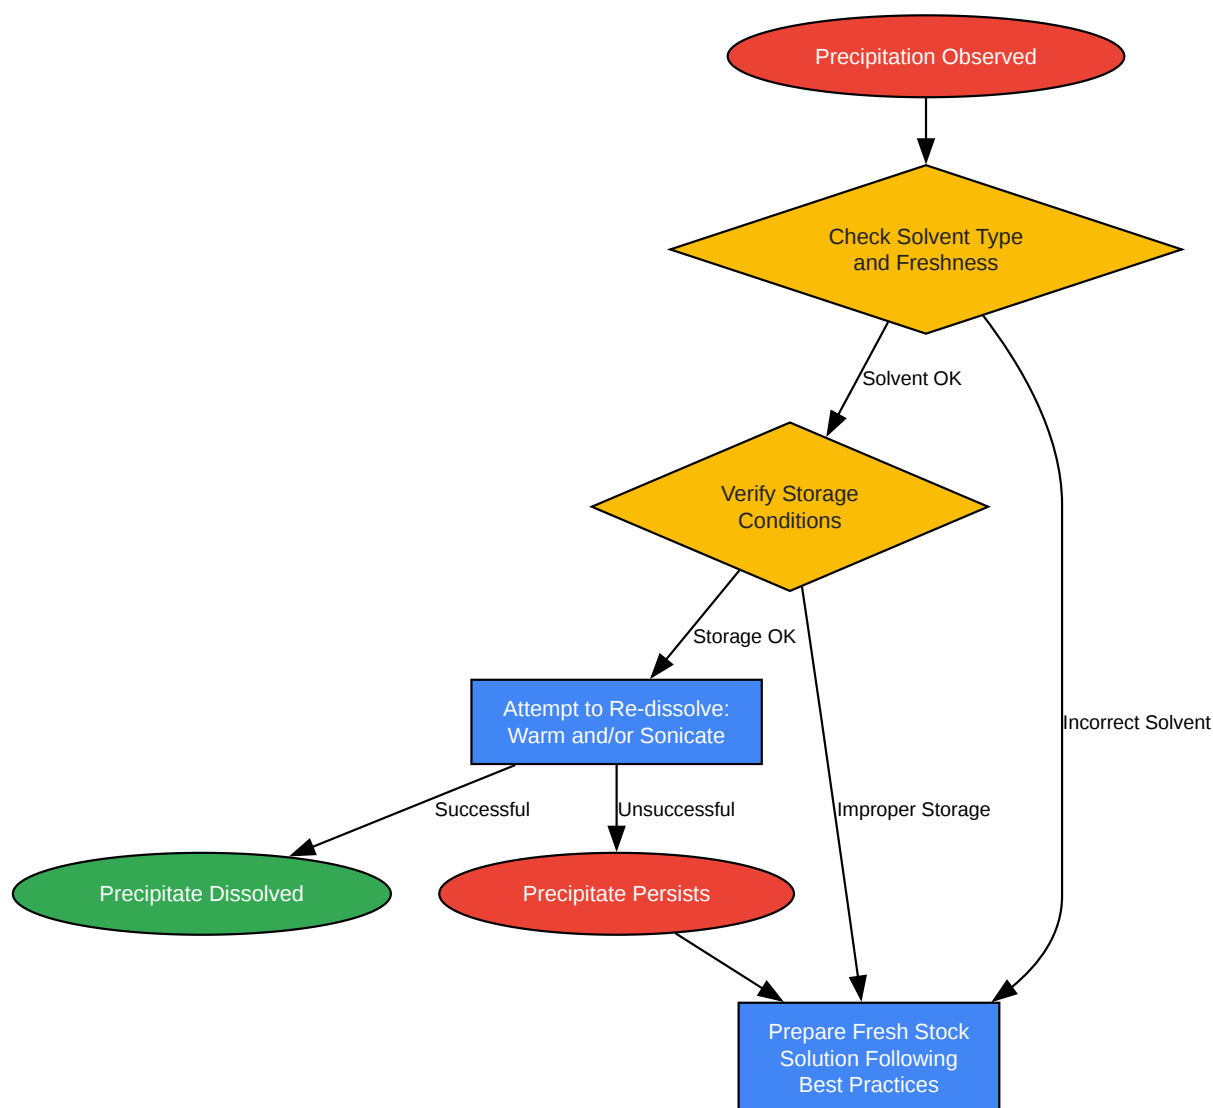 Precipitation Observed
Check Solvent Type
and Freshness
Solvent OK
Verify Storage
Conditions
Storage OK
Attempt to Re-dissolve:
Warm and/or Sonicate
Incorrect Solvent
Successful
Unsuccessful
Improper Storage
Precipitate Dissolved
Precipitate Persists
Prepare Fresh Stock
Solution Following
Best Practices